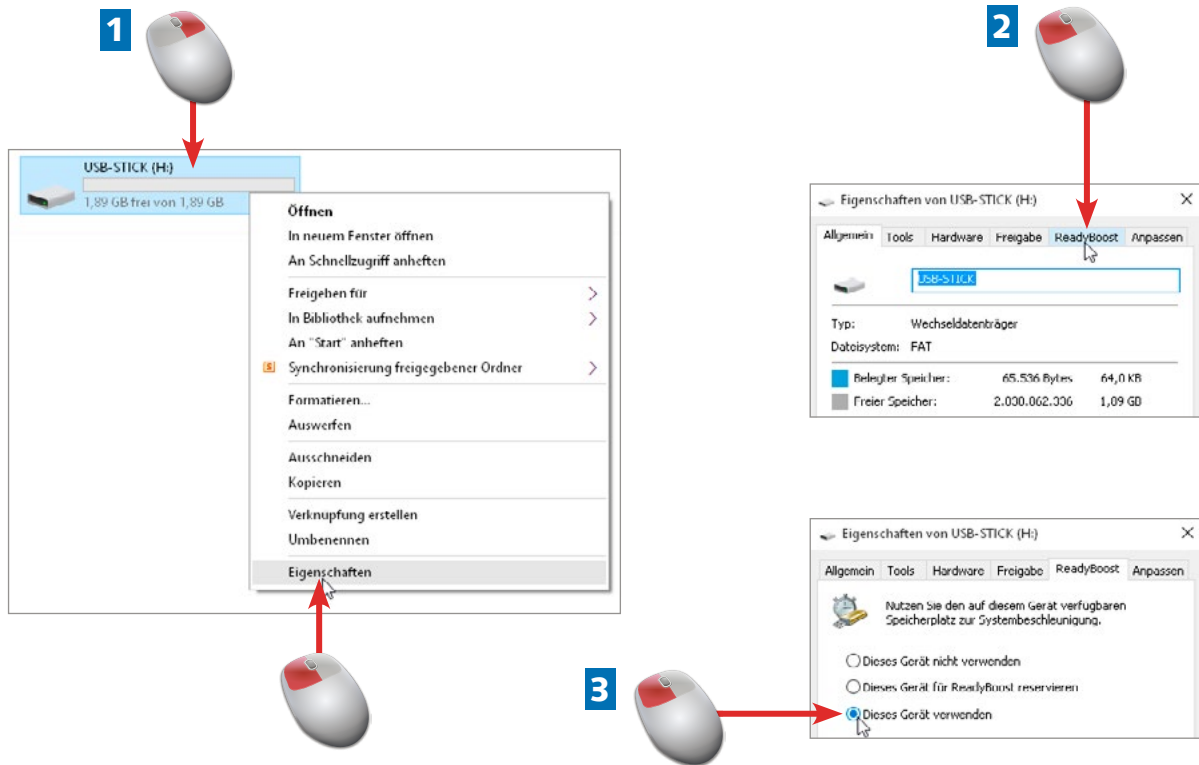 1
USB-STICK (H:)
1,89 GB frei von 1,89 GB
Öffnen
In neuem Fenster öffnen
An Schnellzugriff anheften
Freigeben für
In Bibliothek aufnehmen
An "Start" anheften
S Synchronisierung freigegebener Ordner
Formatieren...
Auswerfen
Ausschneiden
Kopieren
Verknüpfung erstellen
Umbenennen
Eigenschaften
2
Eigenschaften von USB-STICK (H:)
Allgemein Tools Hardware Freigabe ReadyBoost Anpassen
USB-STICK
Typ: Wechseldatenträger
Dateisystem: FAT
Belegter Speicher: 65.536 Bytes 64,0 KB
Freier Speicher: 2.030.062.336 1,89 GB
3
Eigenschaften von USB-STICK (H:)
Allgemein Tools Hardware Freigabe ReadyBoost Anpassen
Nutzen Sie den auf diesem Gerät verfügbaren
Speicherplatz zur Systembeschleunigung.
Dieses Gerät nicht verwenden
Dieses Gerät für ReadyBoost reservieren
Dieses Gerät verwenden